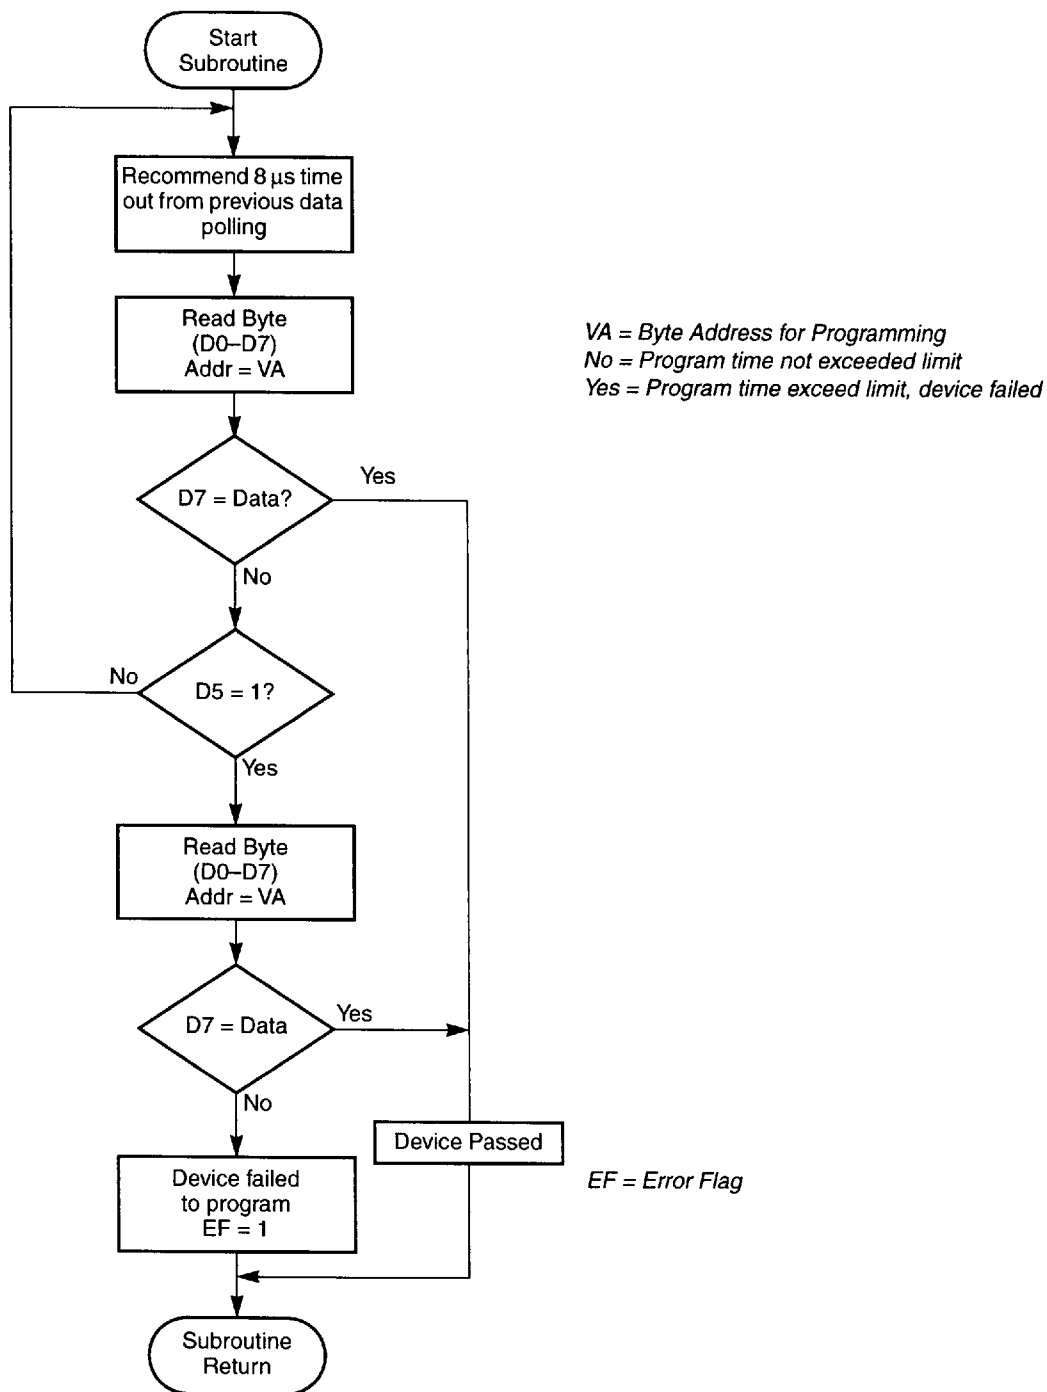 Start
Subroutine
Recommend 8 µs time
out from previous data
polling
Read Byte
(D0–D7)
Addr = VA
VA = Byte Address for Programming
No = Program time not exceeded limit
Yes = Program time exceed limit, device failed
D7 = Data?
Yes
No
D5 = 1?
No
Yes
Read Byte
(D0–D7)
Addr = VA
D7 = Data
Yes
No
Device Passed
Device failed
to program
EF = 1
EF = Error Flag
Subroutine
Return